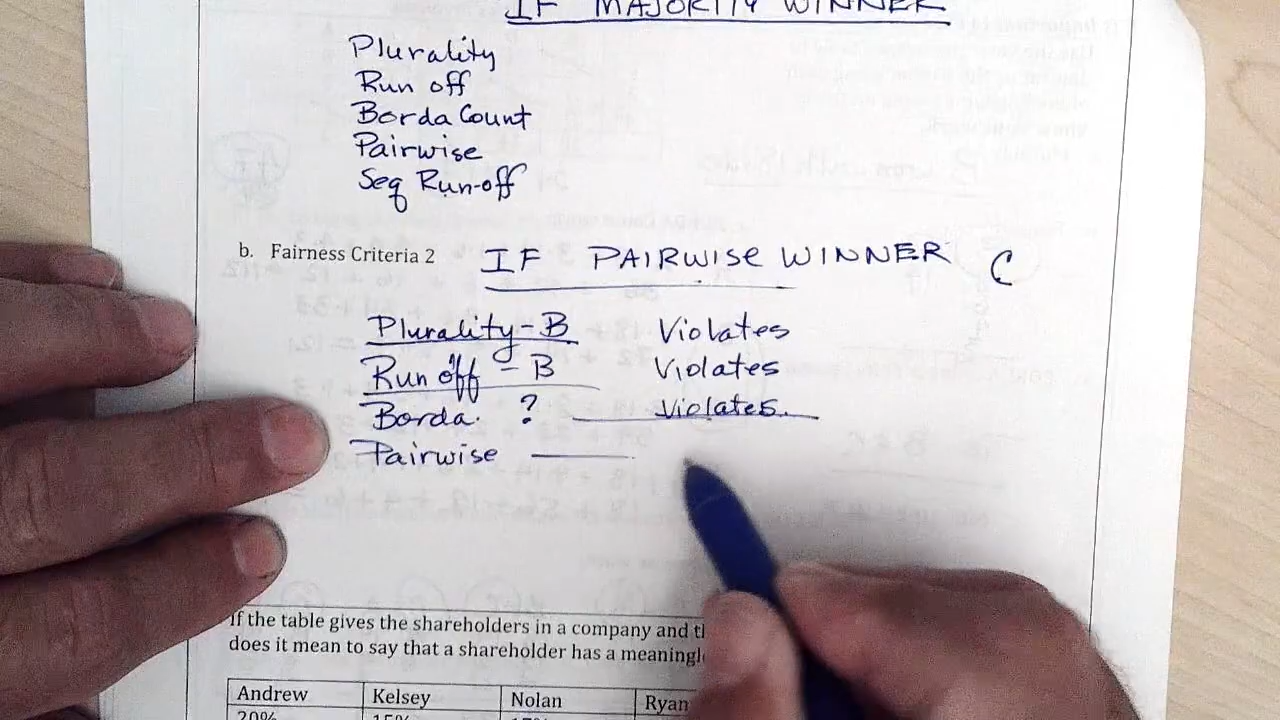 IF MAJORITY WINNER
Plurality
Run off
Borda Count
Pairwise
Seq Run-off
b. Fairness Criteria 2 IF PAIRWISE WINNER C
Plurality - B Violates
Run off - B Violates
Borda. ? Violates.
Pairwise
If the table gives the shareholders in a company and
does it mean to say that a shareholder has a
Andrew Kelsey Nolan Ryan
20% 15%